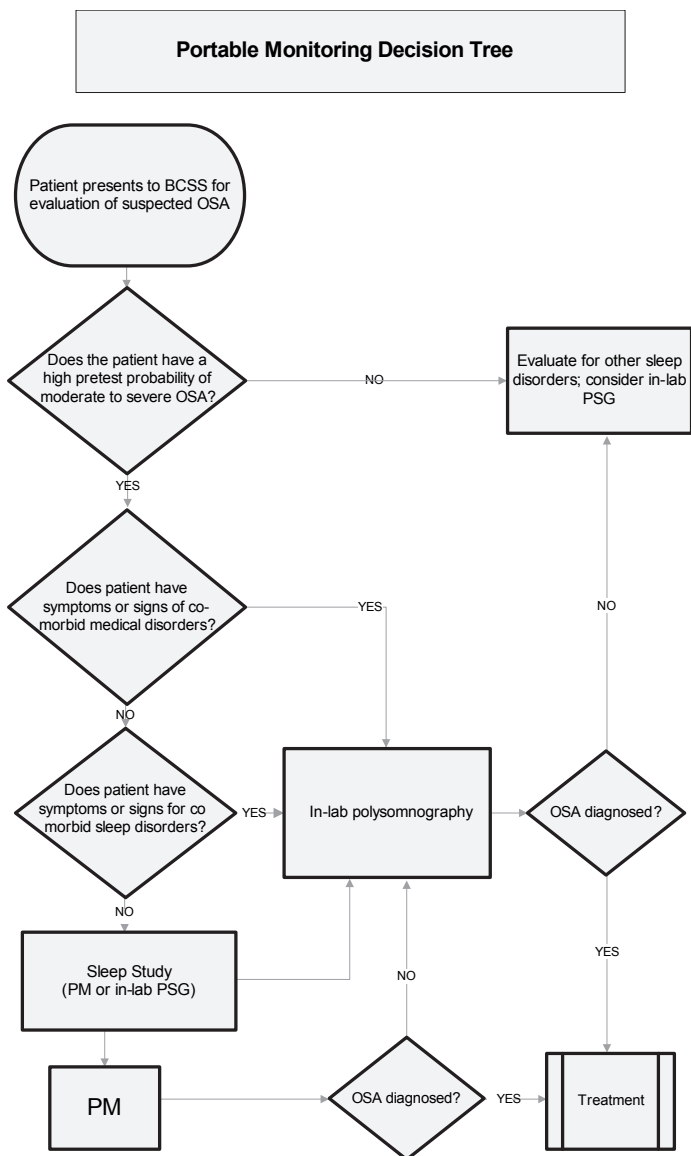 Portable Monitoring Decision Tree
Patient presents to BCSS for
evaluation of suspected OSA
Does the patient have a
high pretest probability of
moderate to severe OSA?
NO
Evaluate for other sleep
disorders; consider in-lab
PSG
YES
Does patient have
symptoms or signs of co-
morbid medical disorders?
YES
NO
NO
Does patient have
symptoms or signs for co
morbid sleep disorders?
YES
In-lab polysomnography
OSA diagnosed?
NO
YES
Sleep Study
(PM or in-lab PSG)
NO
PM
OSA diagnosed?
YES
Treatment